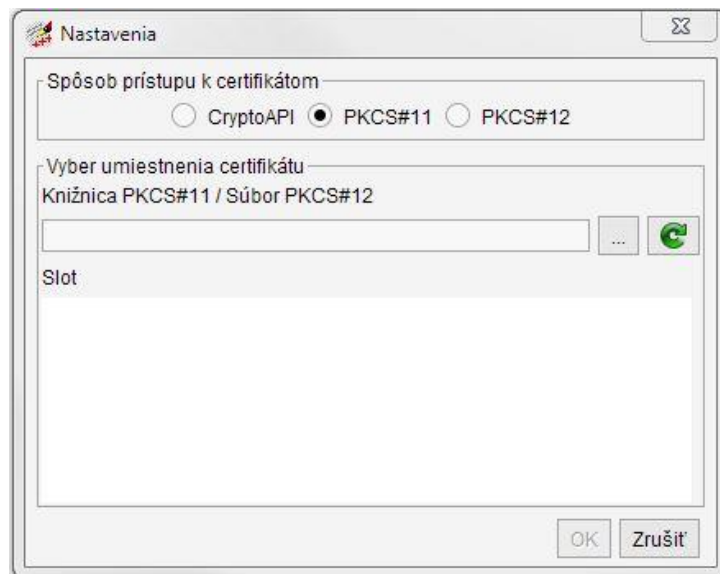 Nastavenia
Spôsob prístupu k certifikátom
CryptoAPI PKCS#11 PKCS#12
Vyber umiestnenia certifikátu
Knižnica PKCS#11 / Súbor PKCS#12
...
Slot
OK Zrušiť